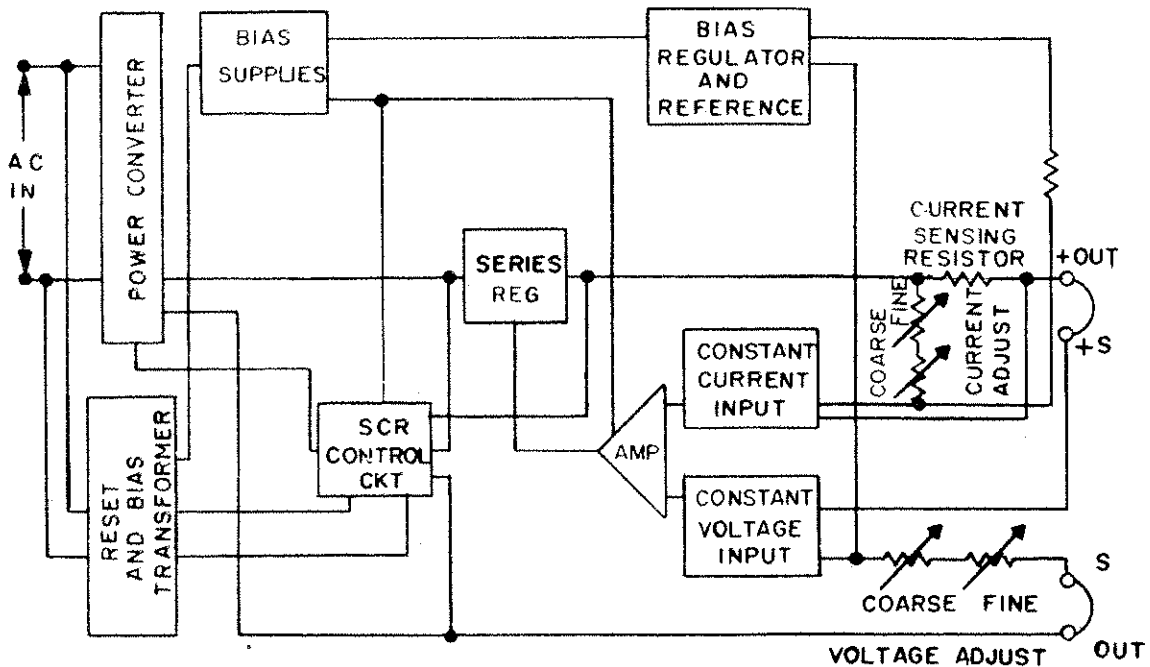 AC
IN
POWER CONVERTER
BIAS
SUPPLIES
BIAS
REGULATOR
AND
REFERENCE
CURRENT
SENSING
RESISTOR
+OUT
+S
SERIES
REG
COARSE
FINE
CURRENT
ADJUST
CONSTANT
CURRENT
INPUT
RESET
AND BIAS
TRANSFORMER
SCR
CONTROL
CKT
AMP
CONSTANT
VOLTAGE
INPUT
S
COARSE FINE
VOLTAGE ADJUST
OUT